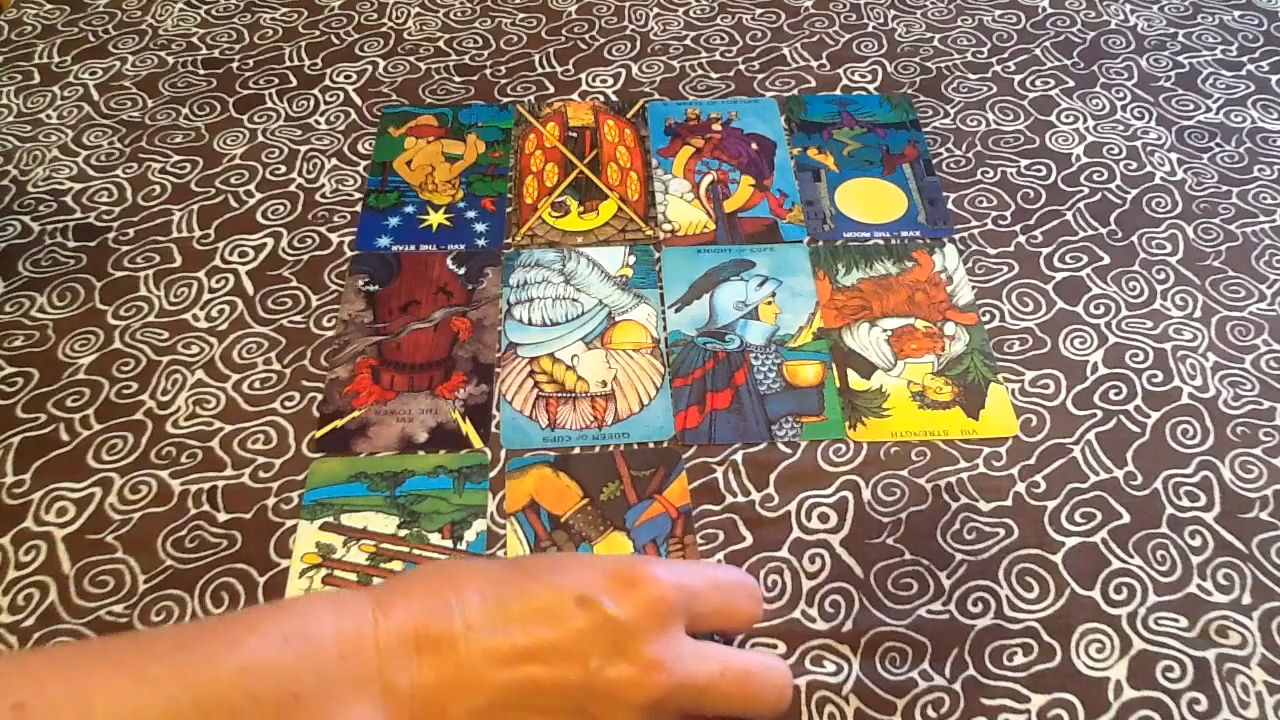 XVII - THE STAR
X
WHEEL OF FORTUNE
XVIII - THE MOON
XVI
THE TOWER
QUEEN OF CUPS
KNIGHT OF CUPS
VIII STRENGTH